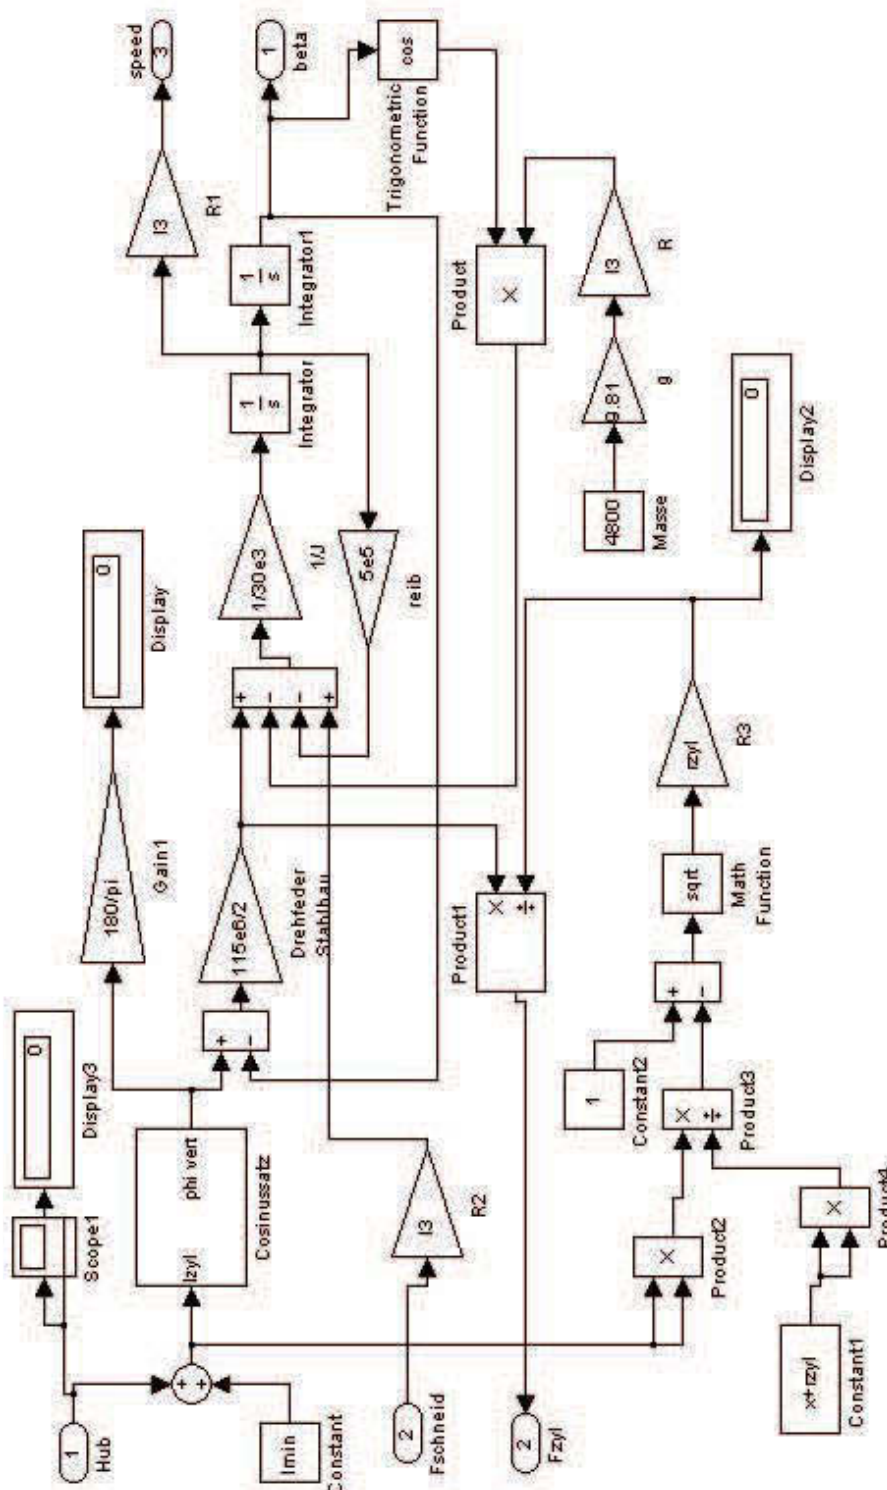 1
Hub
lmin
Constant
+
+
Scope1
0
Display3
lzyl
phi vert
Cosinussatz
180/pi
Gain1
0
Display
+
−
115e6/2
Drehfeder
Stahlbau
+
−
−
+
1/30e3
1/J
1
s
Integrator
1
s
Integrator1
l3
R1
3
speed
1
beta
cos
Trigonometric
Function
5e5
reib
2
Fschneid
l3
R2
×
÷
Product1
2
Fzyl
×
Product
4800
Masse
9.81
g
l3
R
×
Product2
x+rzyl
Constant1
×
Product4
×
÷
Product3
1
Constant2
+
−
sqrt
Math
Function
rzyl
R3
0
Display2